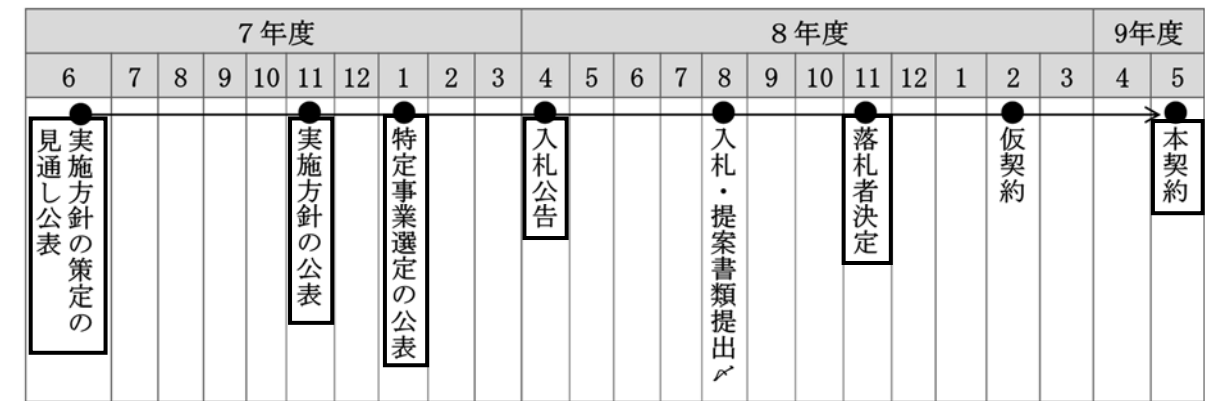 ７年度
８年度
9年度
6 7 8 9 10 11 12 1 2 3 4 5 6 7 8 9 10 11 12 1 2 3 4 5
実施方針の策定の
見通し公表
実施方針の公表
特定事業選定の公表
入札公告
入札・提案書類提出〆
落札者決定
仮契約
本契約